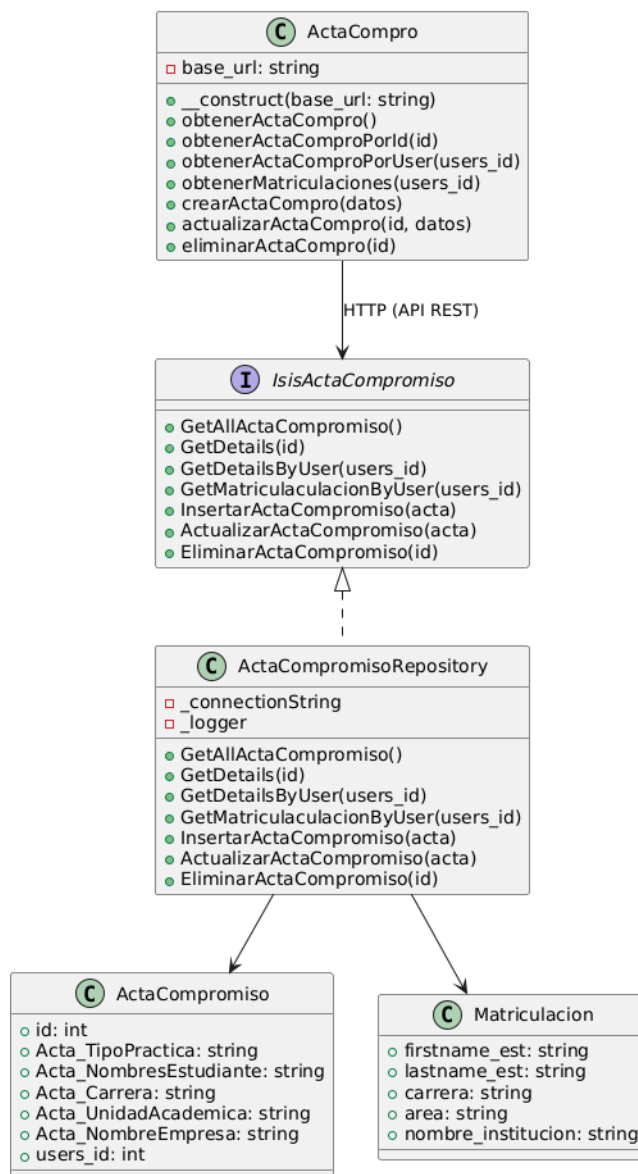 C ActaCompro
base_url: string
__construct(base_url: string)
obtenerActaCompro()
obtenerActaComproPorId(id)
obtenerActaComproPorUser(users_id)
obtenerMatriculaciones(users_id)
crearActaCompro(datos)
actualizarActaCompro(id, datos)
eliminarActaCompro(id)
HTTP (API REST)
I IsisActaCompromiso
GetAllActaCompromiso()
GetDetails(id)
GetDetailsByUser(users_id)
GetMatriculaculacionByUser(users_id)
InsertarActaCompromiso(acta)
ActualizarActaCompromiso(acta)
EliminarActaCompromiso(id)
C ActaCompromisoRepository
_connectionString
_logger
GetAllActaCompromiso()
GetDetails(id)
GetDetailsByUser(users_id)
GetMatriculaculacionByUser(users_id)
InsertarActaCompromiso(acta)
ActualizarActaCompromiso(acta)
EliminarActaCompromiso(id)
C ActaCompromiso
id: int
Acta_TipoPractica: string
Acta_NombresEstudiante: string
Acta_Carrera: string
Acta_UnidadAcademica: string
Acta_NombreEmpresa: string
users_id: int
C Matriculacion
firstname_est: string
lastname_est: string
carrera: string
area: string
nombre_institucion: string